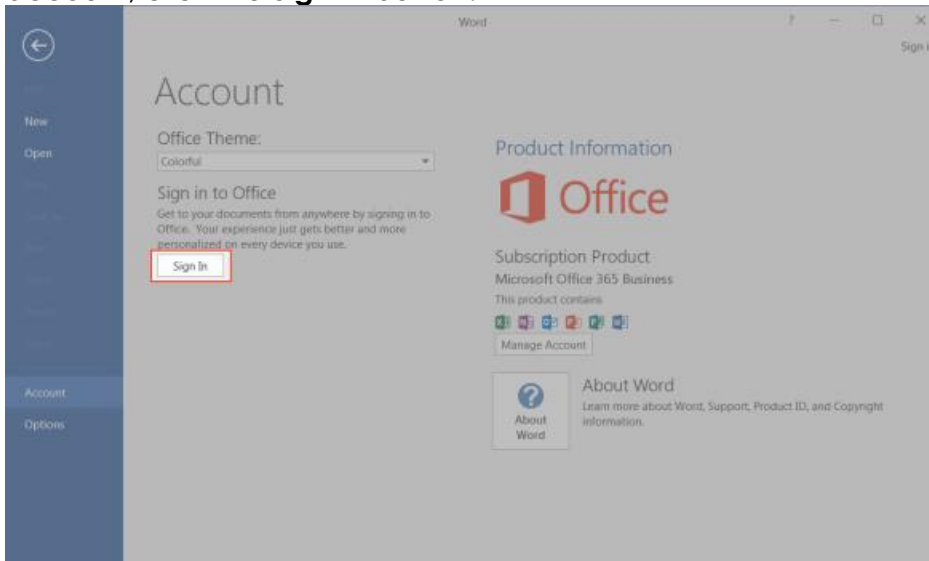 Word
Sign i
Account
New
Open
Office Theme:
Colorful
Sign in to Office
Get to your documents from anywhere by signing in to
Office. Your experience just gets better and more
personalized on every device you use.
Sign In
Account
Options
Product Information
Office
Subscription Product
Microsoft Office 365 Business
This product contains
Manage Account
About
Word
About Word
Learn more about Word, Support, Product ID, and Copyright
information.